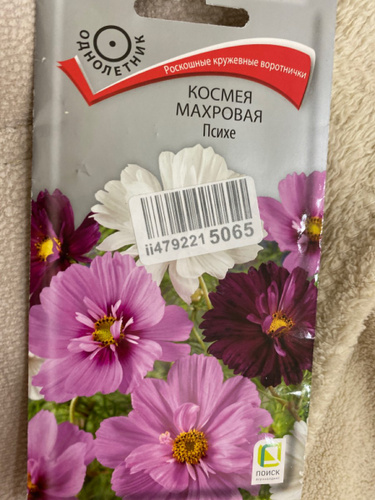 ОДНОЛЕТНИК
Роскошные кружевные воротнички
КОСМЕЯ
МАХРОВАЯ
Психе
ii479221 5065
ПОИСК